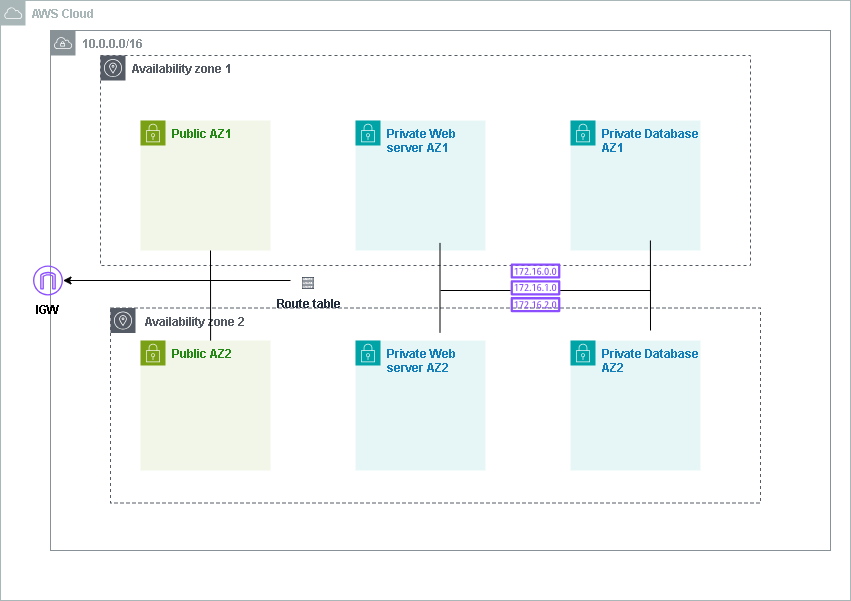 AWS Cloud
10.0.0.0/16
Availability zone 1
Public AZ1
Private Web
server AZ1
Private Database
AZ1
172.16.0.0
172.16.1.0
172.16.2.0
IGW
Route table
Availability zone 2
Public AZ2
Private Web
server AZ2
Private Database
AZ2